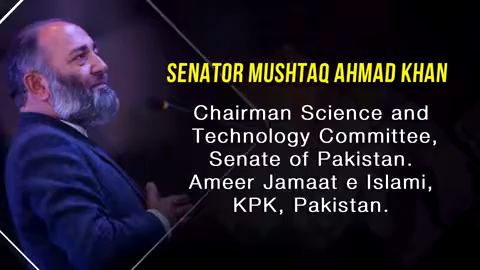 SENATOR MUSHTAQ AHMAD KHAN
Chairman Science and
Technology Committee,
Senate of Pakistan.
Ameer Jamaat e Islami,
KPK, Pakistan.